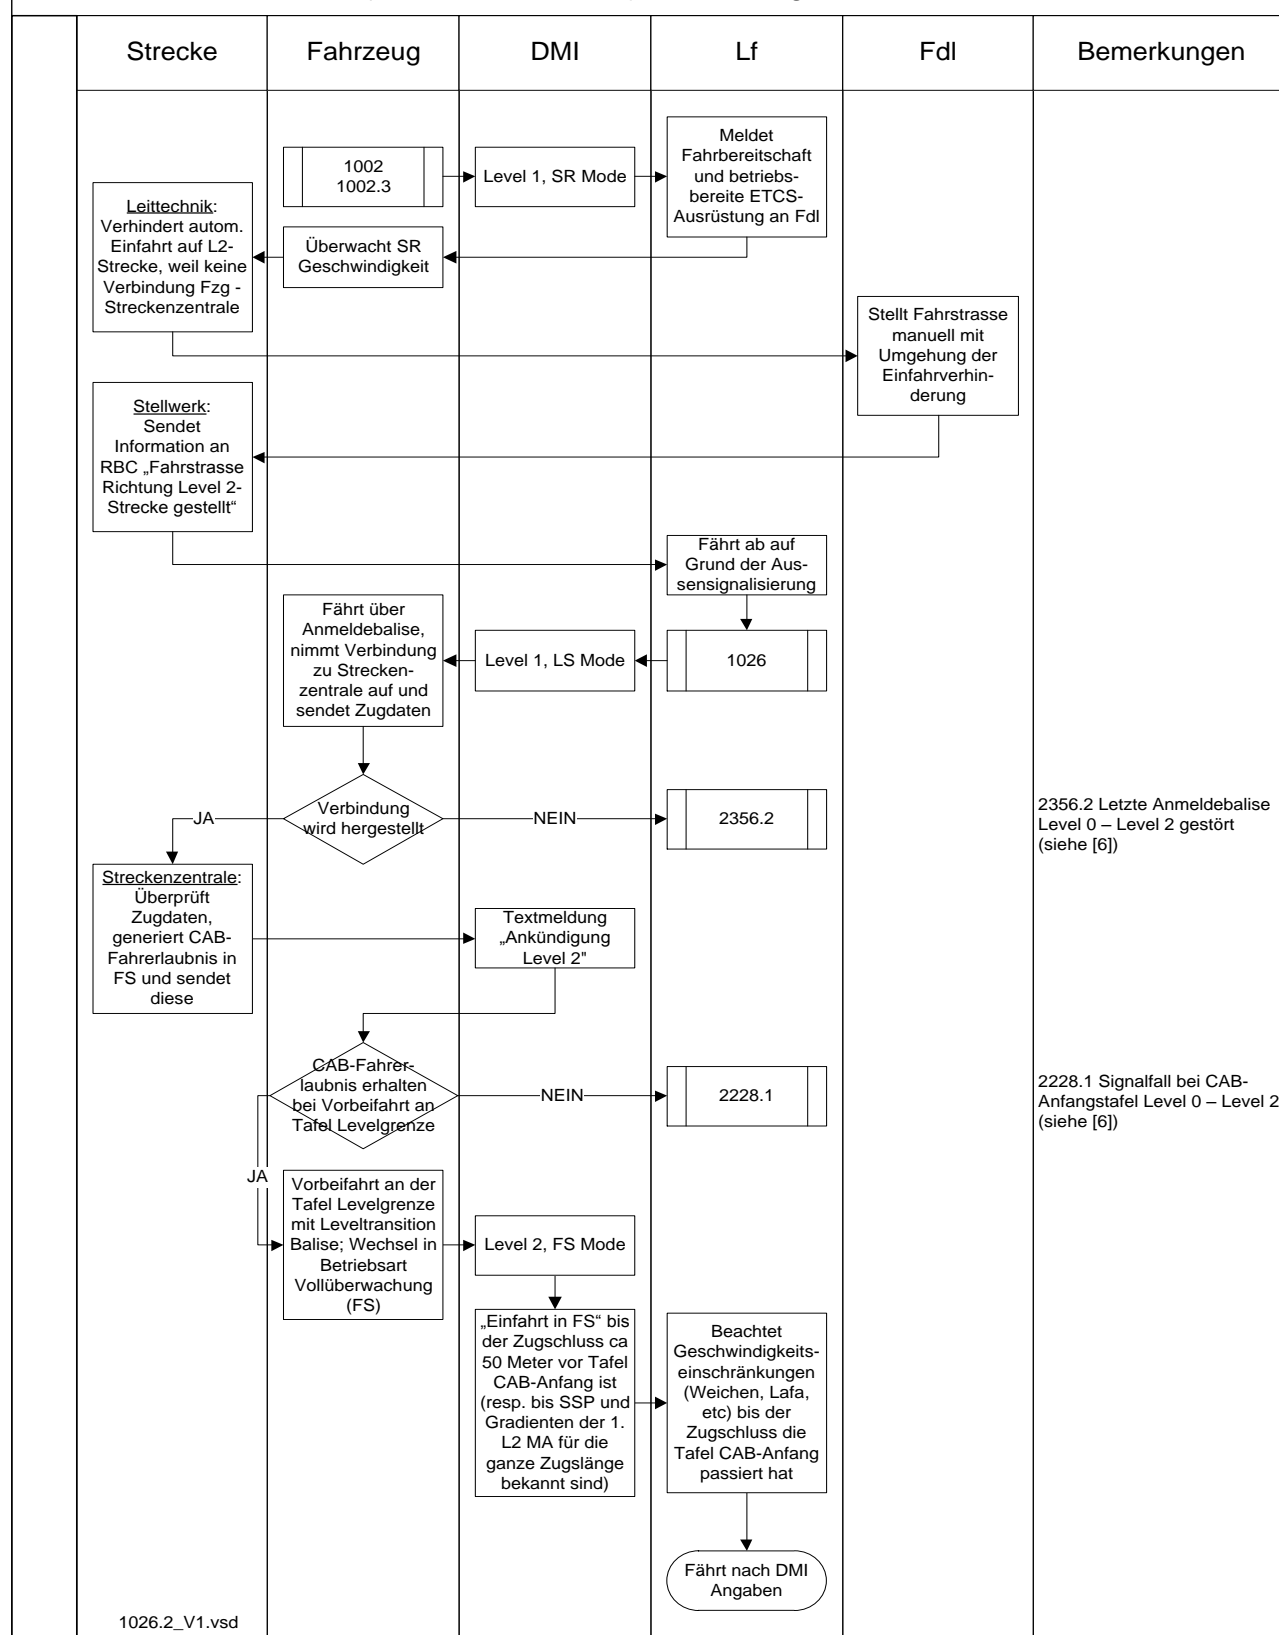 Strecke
Fahrzeug
DMI
Lf
Fdl
Bemerkungen
1002
1002.3
Level 1, SR Mode
Meldet
Fahrbereitschaft
und betriebs-
bereite ETCS-
Ausrüstung an Fdl
Leittechnik:
Verhindert autom.
Einfahrt auf L2-
Strecke, weil keine
Verbindung Fzg -
Streckenzentrale
Überwacht SR
Geschwindigkeit
Stellt Fahrstrasse
manuell mit
Umgehung der
Einfahrverhin-
derung
Stellwerk:
Sendet
Information an
RBC „Fahrstrasse
Richtung Level 2-
Strecke gestellt“
Fährt ab auf
Grund der Aus-
sensignalisierung
Fährt über
Anmeldebalise,
nimmt Verbindung
zu Strecken-
zentrale auf und
sendet Zugdaten
Level 1, LS Mode
1026
Verbindung
wird hergestellt
JA
NEIN
2356.2
2356.2 Letzte Anmeldebalise
Level 0 – Level 2 gestört
(siehe [6])
Streckenzentrale:
Überprüft
Zugdaten,
generiert CAB-
Fahrerlaubnis in
FS und sendet
diese
Textmeldung
„Ankündigung
Level 2"
CAB-Fahrer-
laubnis erhalten
bei Vorbeifahrt an
Tafel Levelgrenze
NEIN
2228.1
2228.1 Signalfall bei CAB-
Anfangstafel Level 0 – Level 2
(siehe [6])
JA
Vorbeifahrt an der
Tafel Levelgrenze
mit Leveltransition
Balise; Wechsel in
Betriebsart
Vollüberwachung
(FS)
Level 2, FS Mode
„Einfahrt in FS“ bis
der Zugschluss ca
50 Meter vor Tafel
CAB-Anfang ist
(resp. bis SSP und
Gradienten der 1.
L2 MA für die
ganze Zugslänge
bekannt sind)
Beachtet
Geschwindigkeits-
einschränkungen
(Weichen, Lafa,
etc) bis der
Zugschluss die
Tafel CAB-Anfang
passiert hat
Fährt nach DMI
Angaben
1026.2_V1.vsd